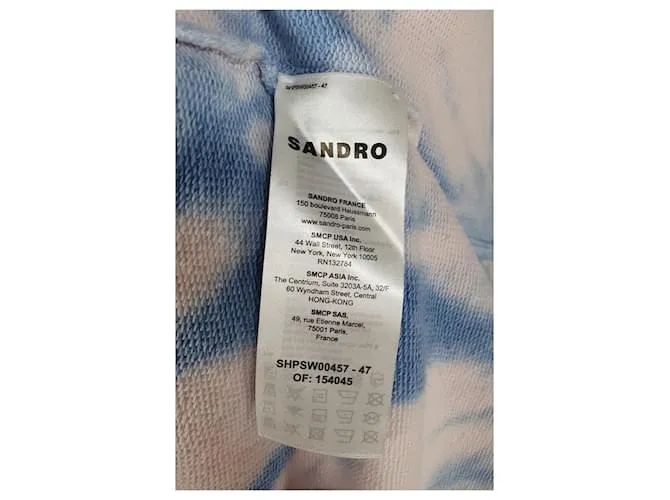 SHPSW00457 - 47
SANDRO
SANDRO FRANCE
150 boulevard Haussmann
75008 Paris
www.sandro-paris.com
SMCP USA Inc.
44 Wall Street, 12th Floor
New York, New York 10005
RN132784
SMCP ASIA Inc.
The Centrium, Suite 3203A-5A, 32/F
60 Wyndham Street, Central
HONG-KONG
SMCP SAS,
49, rue Etienne Marcel,
75001 Paris,
France
SHPSW00457 - 47
OF: 154045